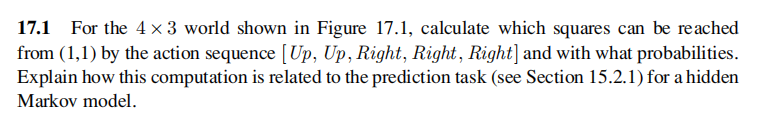 17.1 For the 4 × 3 world shown in Figure 17.1, calculate which squares can be reached
from (1,1) by the action sequence [Up, Up, Right, Right, Right] and with what probabilities.
Explain how this computation is related to the prediction task (see Section 15.2.1) for a hidden
Markov model.